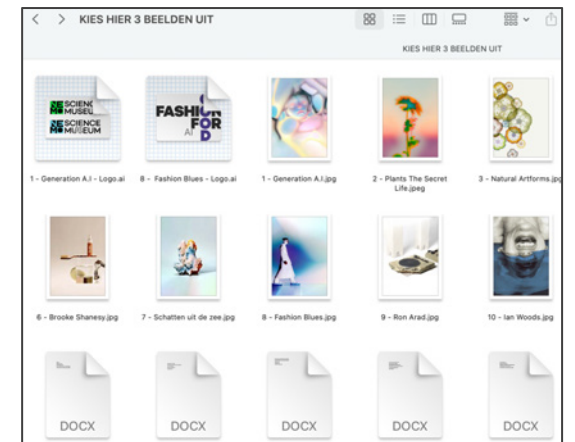 KIES HIER 3 BEELDEN UIT
KIES HIER 3 BEELDEN UIT
NEMO SCIENCE MUSEUM
NEMO SCIENCE MUSEUM
FASHION
FOR
AI
1 - Generation A.I - Logo.ai
8 - Fashion Blues - Logo.ai
1 - Generation A.I.jpg
2 - Plants The Secret
Life.jpeg
3 - Natural Artforms.jpg
6 - Brooke Shanesy.jpg
7 - Schatten uit de zee.jpg
8 - Fashion Blues.jpg
9 - Ron Arad.jpg
10 - Ian Woods.jpg
DOCX
DOCX
DOCX
DOCX
DOCX